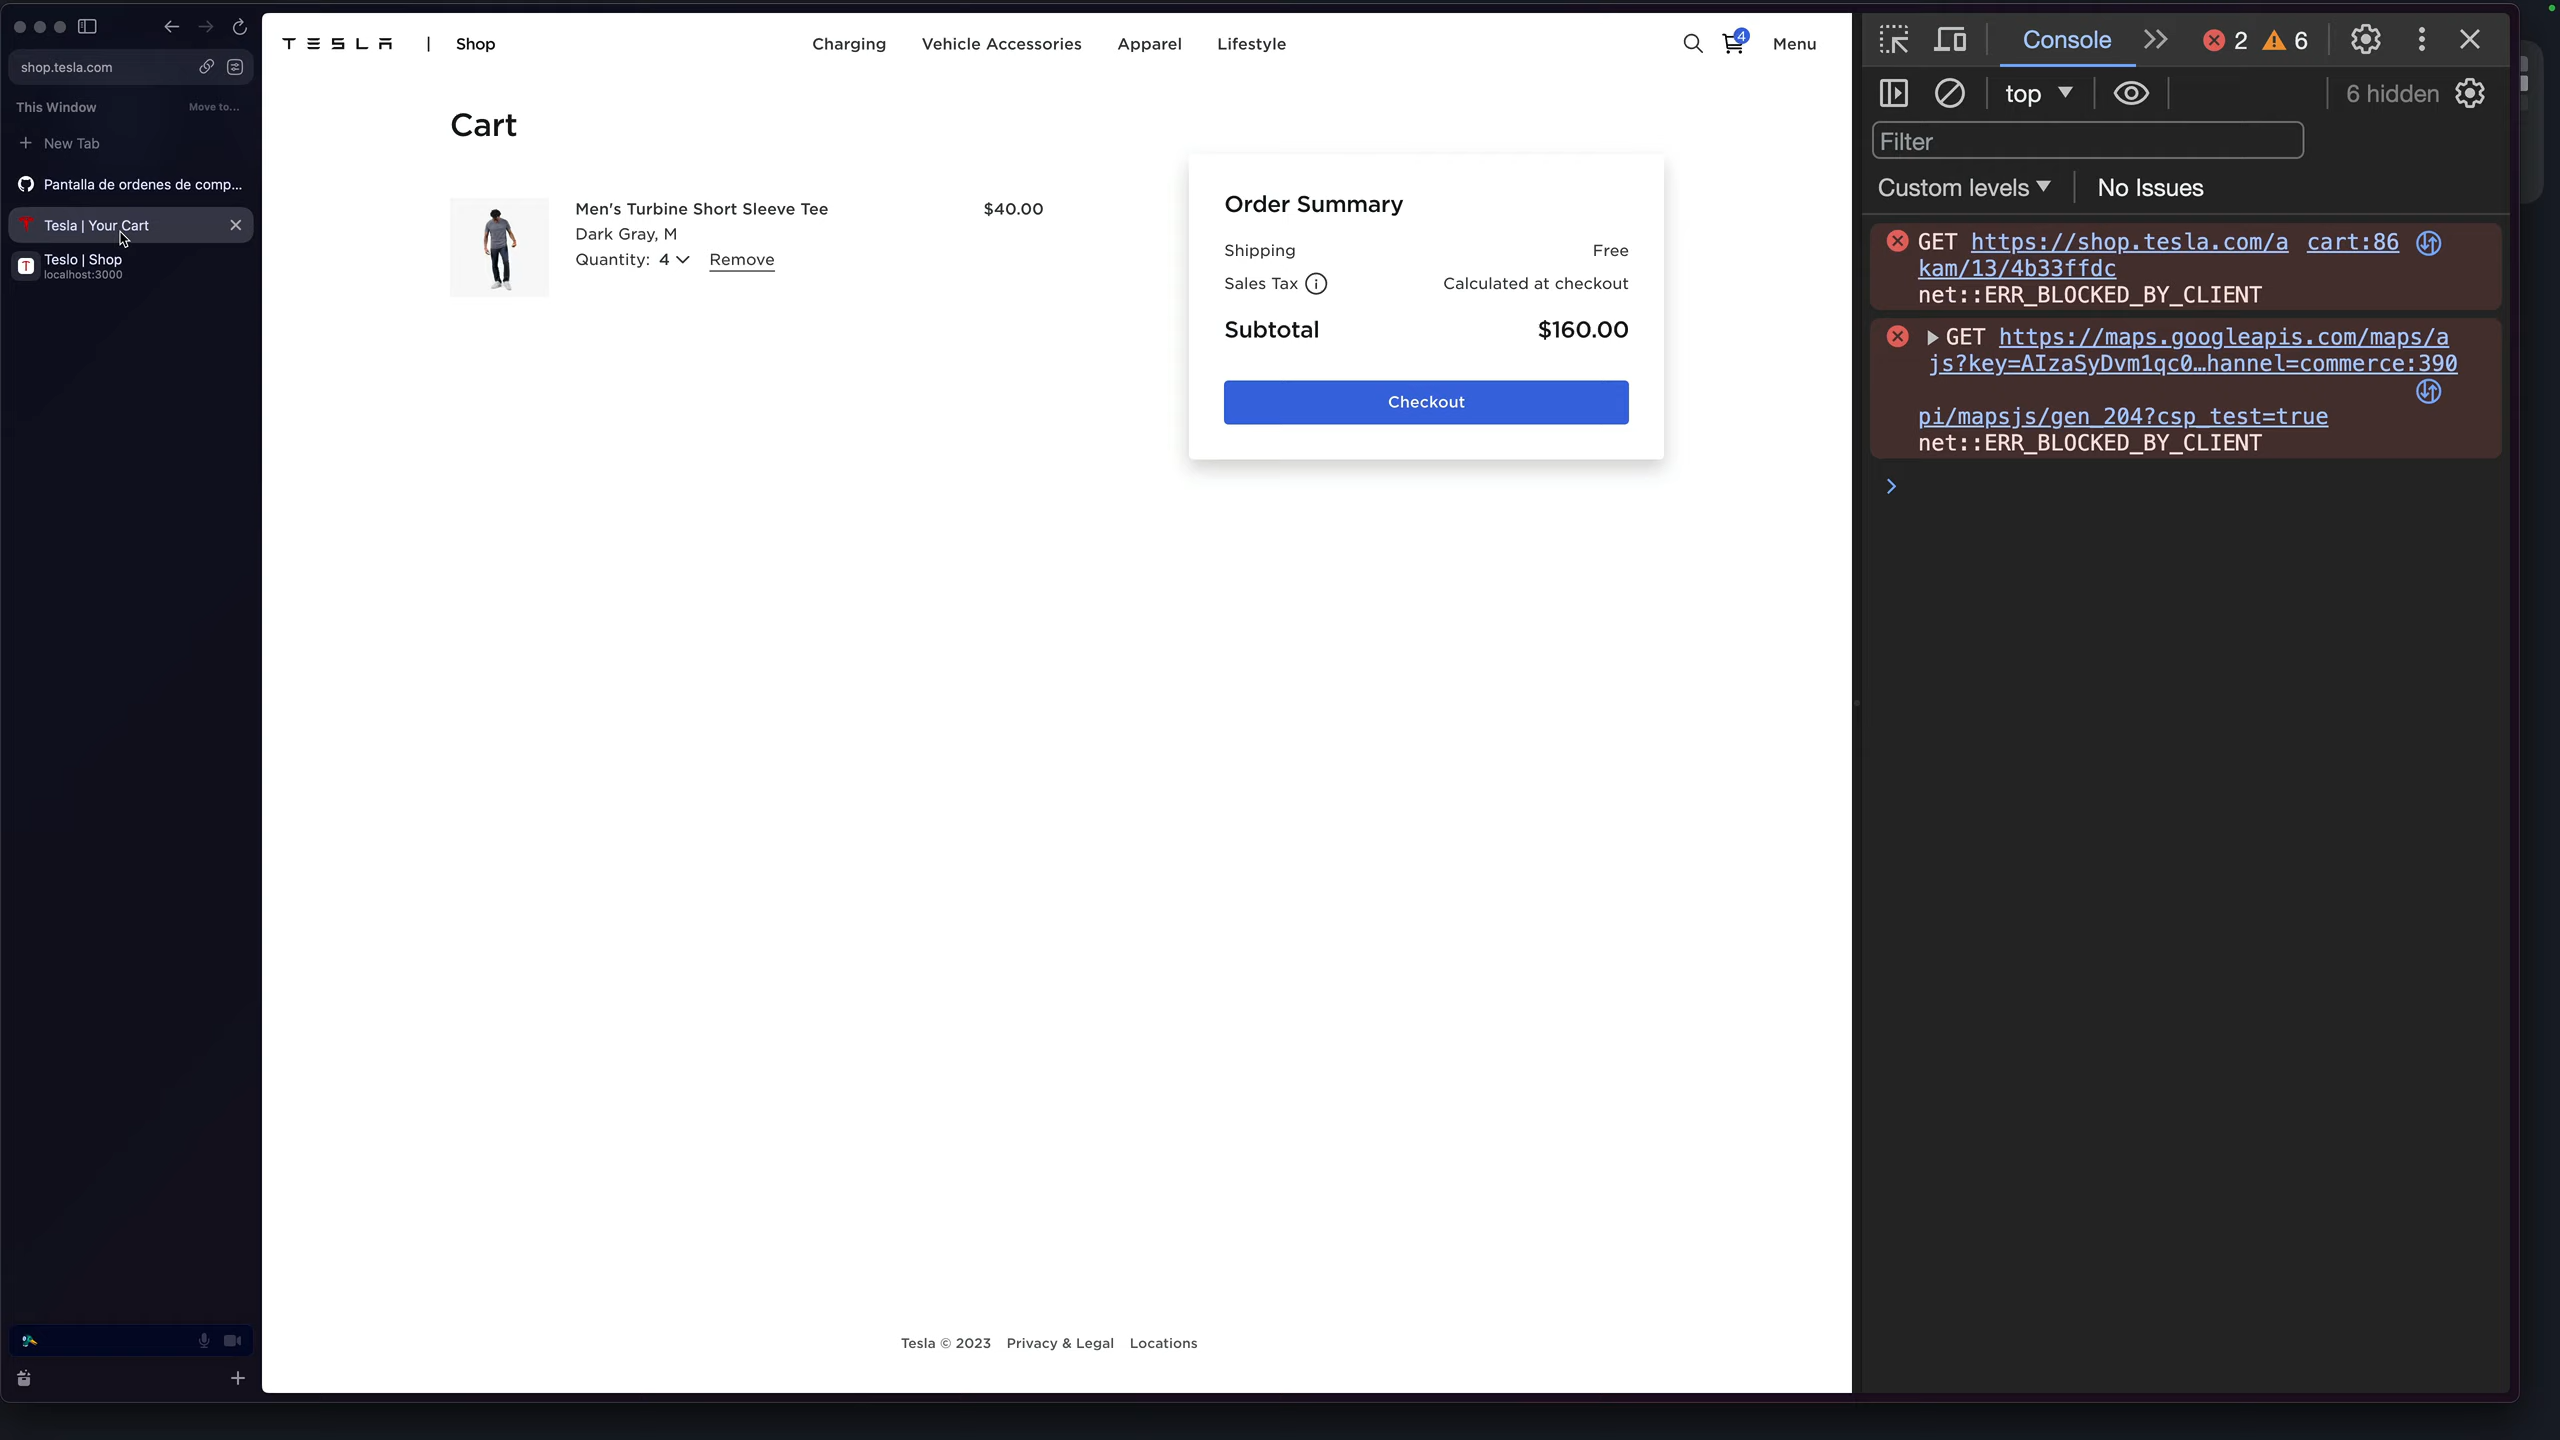 shop.tesla.com
This Window
Move to...
New Tab
Pantalla de ordenes de comp...
Tesla | Your Cart
Teslo | Shop
localhost:3000
TESLA | Shop
Charging
Vehicle Accessories
Apparel
Lifestyle
4
Menu
Cart
Men's Turbine Short Sleeve Tee
$40.00
Dark Gray, M
Quantity: 4
Remove
Order Summary
Shipping
Free
Sales Tax
Calculated at checkout
Subtotal
$160.00
Checkout
Tesla © 2023
Privacy & Legal
Locations
Console
2
6
top
6 hidden
Filter
Custom levels
No Issues
GET https://shop.tesla.com/a cart:86
kam/13/4b33ffdc
net::ERR_BLOCKED_BY_CLIENT
GET https://maps.googleapis.com/maps/a
js?key=AIzaSyDvm1qc0…hannel=commerce:390
pi/mapsjs/gen_204?csp_test=true
net::ERR_BLOCKED_BY_CLIENT